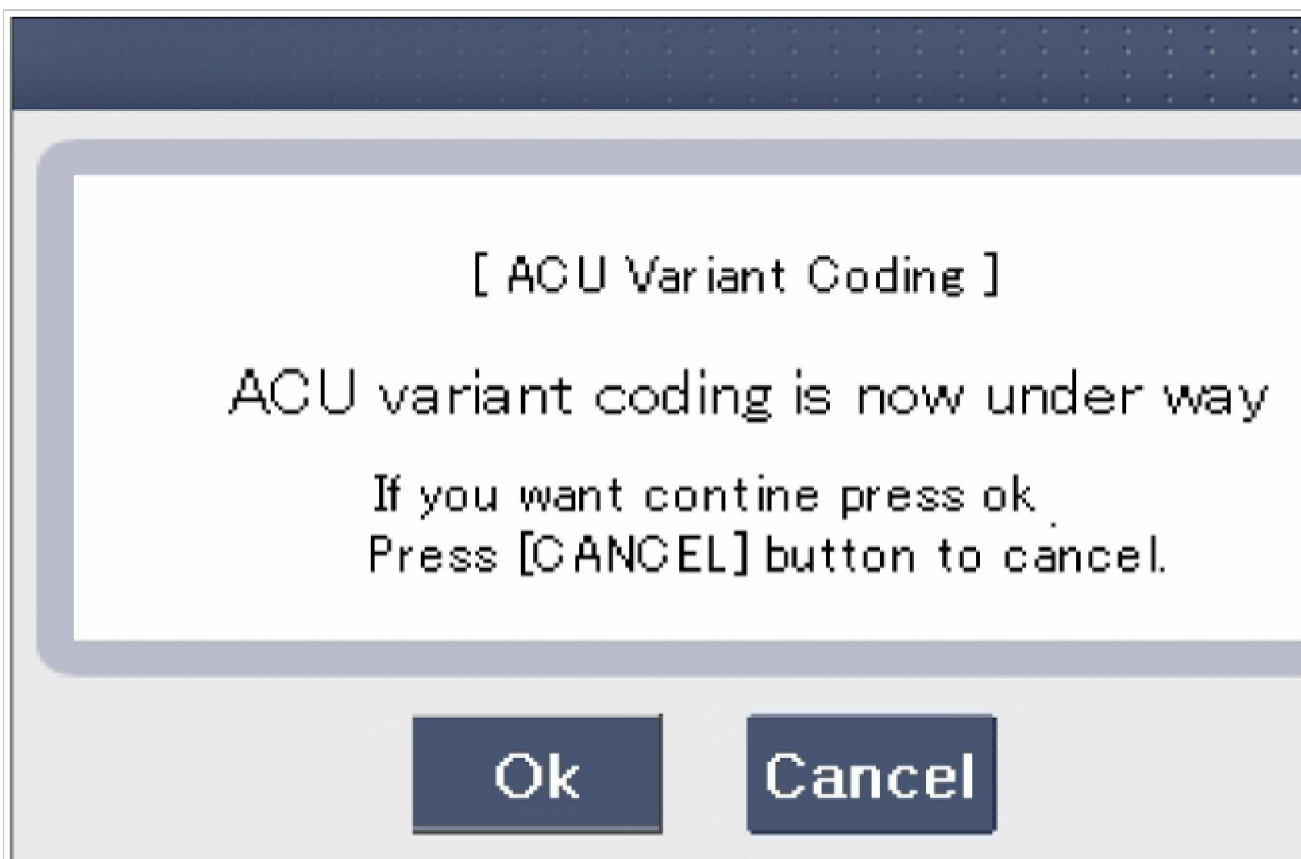 [ ACU Variant Coding ]
ACU variant coding is now under way
If you want contine press ok
Press [CANCEL] button to cancel.
Ok Cancel